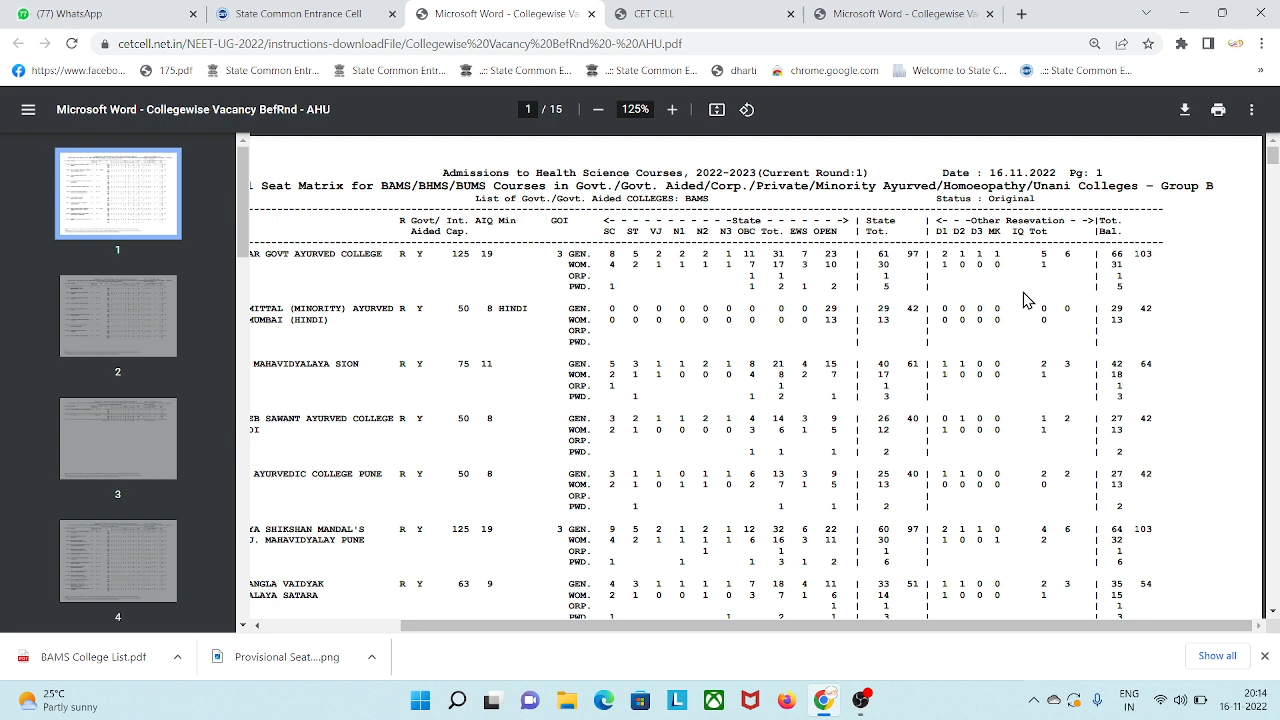 (77) WhatsApp
State Common Entrance Cell
Microsoft Word - Collegewise Va
CET CELL
Microsoft Word - Collegewise Va
cetcell.net.in/NEET-UG-2022/instructions-downloadFile/Collegewise%20Vacancy%20BefRnd%20-%20AHU.pdf
https://www.facebo...
175.pdf
State Common Entr...
State Common Entr...
.:: State Common E...
.:: State Common E...
dharti
chrome.google.com
Welcome to State C...
.:: State Common E...
Microsoft Word - Collegewise Vacancy BefRnd - AHU
1 / 15
125%
1
2
3
4
Admissions to Health Science Courses, 2022-2023(Current Round:1) Date : 16.11.2022 Pg: 1
Seat Matrix for BAMS/BHMS/BUMS Courses in Govt./Govt. Aided/Corp./Private/Minority Ayurved/Homoeopathy/Unani Colleges - Group B
List of Govt./Govt. Aided COLLEGES: BAMS Status : Original
R Govt/ Int. AIQ Min GOI <- - - - - - - - - - -State - - - - - - - -> | State | <- - -Other Resevation - ->|Tot.
Aided Cap. SC ST VJ N1 N2 N3 OBC Tot. EWS OPEN | Tot. | D1 D2 D3 MK IQ Tot |Bal.
AR GOVT AYURVED COLLEGE R Y 125 19 3 GEN. 8 5 2 2 2 1 11 31 7 23 | 61 97 | 2 1 1 1 5 6 | 66 103
WOM. 4 2 1 1 1 1 7 17 3 10 | 30 | 1 0 0 0 1 | 31
ORP. 1 1 | 1 | 1
PWD. 1 1 2 1 2 | 5 | 5
MITTAL (HINDI), AYURVED R Y 50 8 HINDI GEN. 0 0 0 0 0 0 0 0 0 29 | 29 42 | 0 0 0 0 0 0 | 29 42
MUMBAI (HINDI) WOM. 0 0 0 0 0 0 0 0 0 13 | 13 | 0 0 0 0 0 | 13
ORP. | |
PWD. | |
MAHAVIDYALAYA SION R Y 75 11 GEN. 5 3 1 1 2 1 8 21 4 15 | 40 61 | 1 1 0 0 2 3 | 42 64
WOM. 2 1 1 0 0 0 4 8 2 7 | 17 | 1 0 0 0 1 | 18
ORP. 1 1 | 1 | 1
PWD. 1 1 2 1 | 3 | 3
SAWANT AYURVED COLLEGE R Y 50 8 GEN. 3 2 1 1 2 1 4 14 3 9 | 26 40 | 0 1 0 0 1 2 | 27 42
WOM. 2 1 0 0 0 0 3 6 1 5 | 12 | 1 0 0 0 1 | 13
ORP. | |
PWD. 1 1 1 | 2 | 2
AYURVEDIC COLLEGE PUNE R Y 50 8 GEN. 3 1 1 0 1 1 6 13 3 9 | 25 40 | 1 1 0 0 2 2 | 27 42
WOM. 2 1 0 1 1 0 2 7 1 5 | 13 | 0 0 0 0 0 | 13
ORP. | |
PWD. 1 1 1 | 2 | 2
SHIKSHAN MANDAL'S R Y 125 19 3 GEN. 9 5 2 1 2 1 12 32 6 22 | 60 97 | 2 1 1 0 4 6 | 64 103
MAHAVIDYALAY PUNE WOM. 4 2 1 1 1 1 6 16 3 11 | 30 | 1 1 0 0 2 | 32
ORP. 1 1 | 1 | 1
PWD. 1 1 1 3 1 2 | 6 | 6
VAIDYAK R Y 63 9 GEN. 4 3 1 1 1 1 7 18 4 11 | 33 51 | 1 1 0 0 2 3 | 35 54
SATARA WOM. 2 1 0 0 1 0 3 7 1 6 | 14 | 1 0 0 0 1 | 15
ORP. 1 | 1 | 1
PWD. 1 1 2 1 | 3 | 3
BAMS College List.pdf
Provisional Seat....png
Show all
25°C
Partly sunny
ENG
IN
20:14
16-11-2022